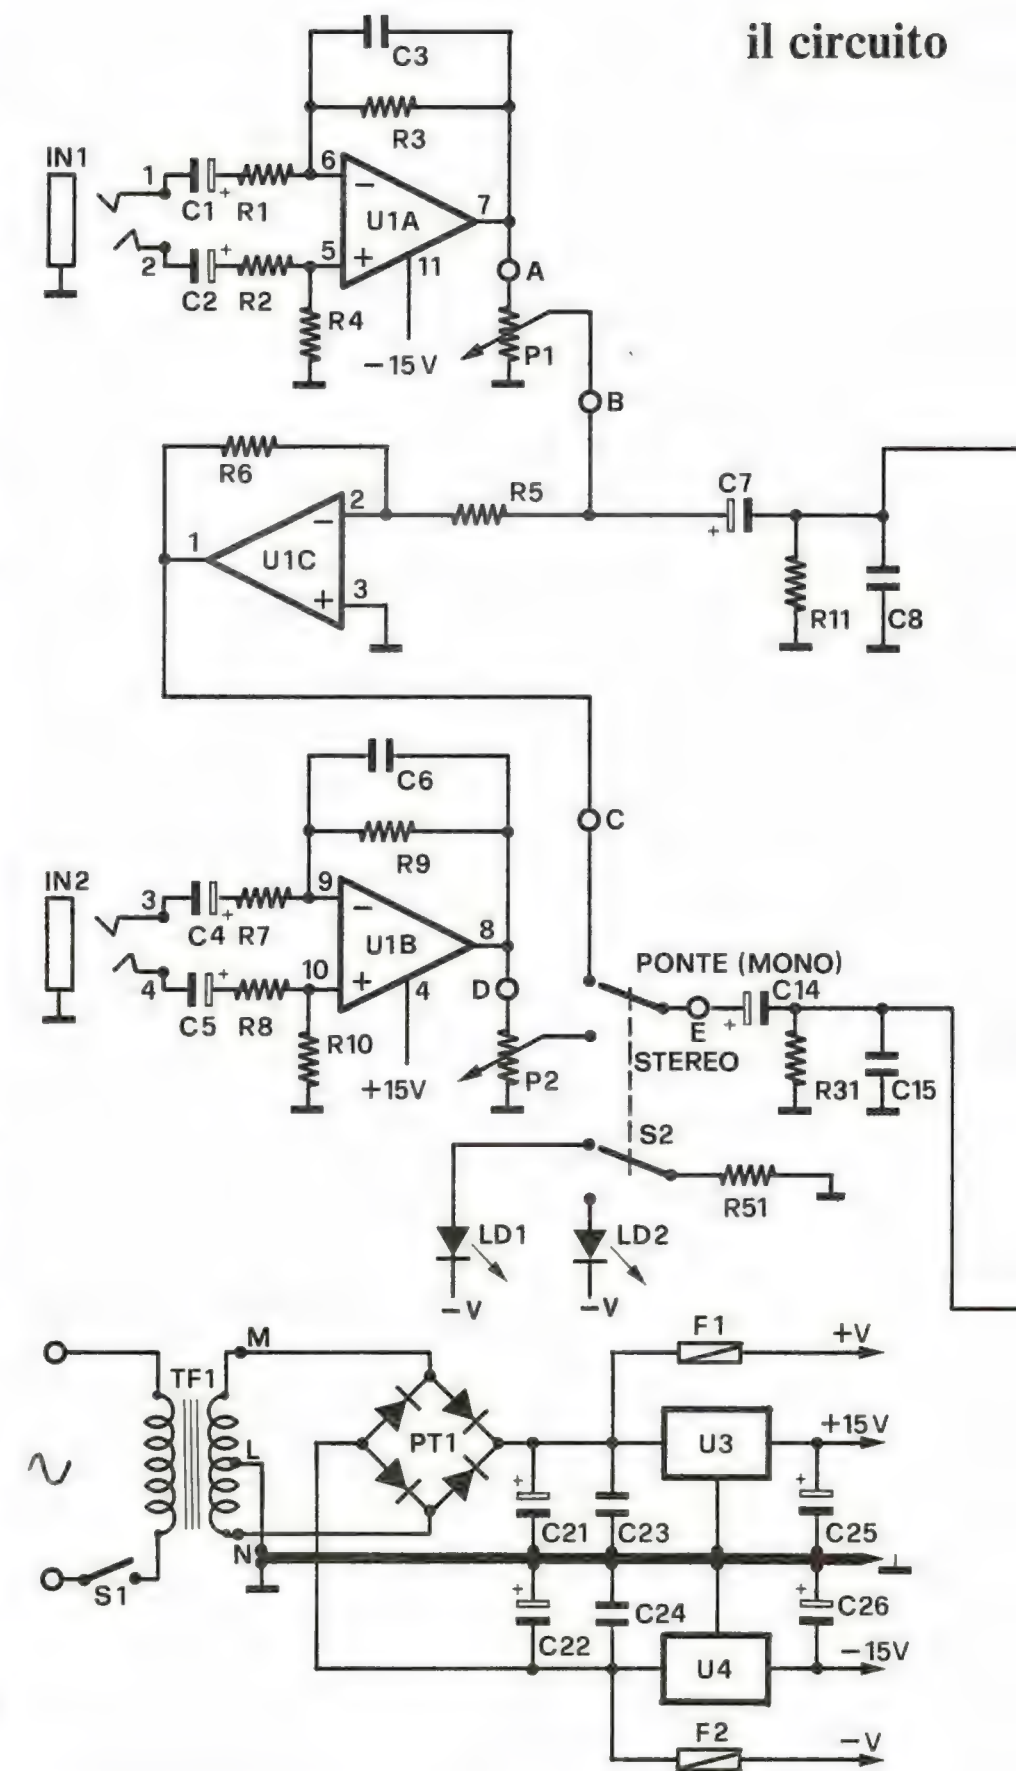 il circuito
C3
R3
IN1
1
6
−
C1 + R1
U1A
7
2
+
5
+
11
A
C2 R2
R4
−15V
P1
B
R6
2
−
R5
C7
+
1
U1C
+
3
R11
C8
C6
C
R9
IN2
3
9
−
C4 + R7
U1B
8
4
+
10
+
4
D
C5 R8
R10
+15V
P2
PONTE (MONO)
C14
+
E
STEREO
R31
C15
S2
R51
LD1
LD2
−V
−V
M
F1
+V
TF1
+15V
L
PT1
U3
+
+
C21
C23
C25
N
S1
+
+
C22
C24
C26
U4
−15V
F2
−V